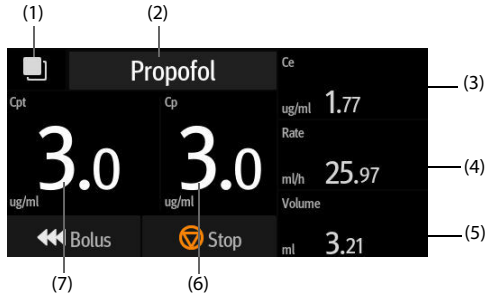 (1)
(2)
Propofol
Cpt
3.0
ug/ml
Cp
3.0
ug/ml
Ce
ug/ml 1.77
(3)
Rate
ml/h 25.97
(4)
Volume
ml 3.21
(5)
Bolus
Stop
(7)
(6)